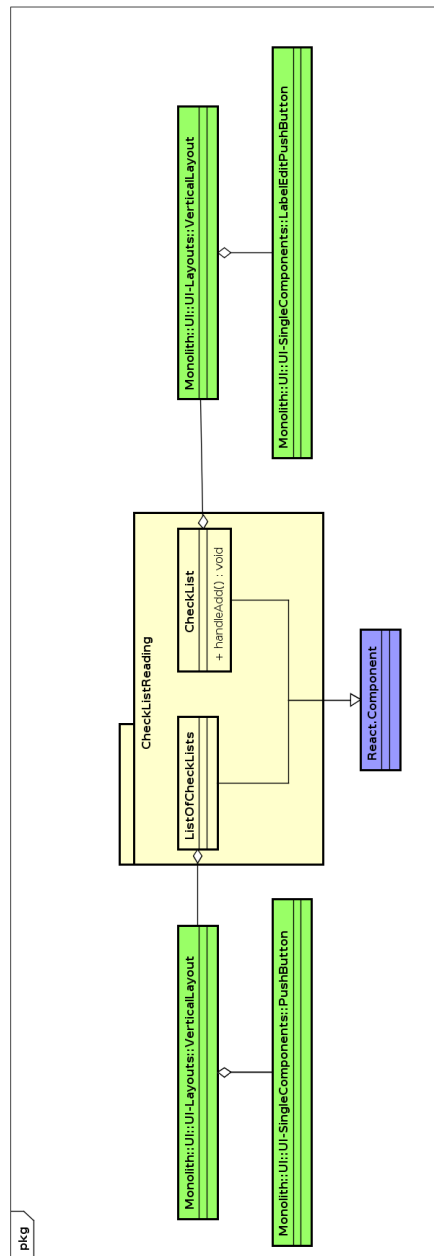 pkg
CheckListReading
Monolith::UI::UI-Layouts::VerticalLayout
ListOfCheckLists
CheckList
+ handleAdd() : void
Monolith::UI::UI-Layouts::VerticalLayout
Monolith::UI::UI-SingleComponents::PushButton
Monolith::UI::UI-SingleComponents::LabelEditPushButton
React.Component